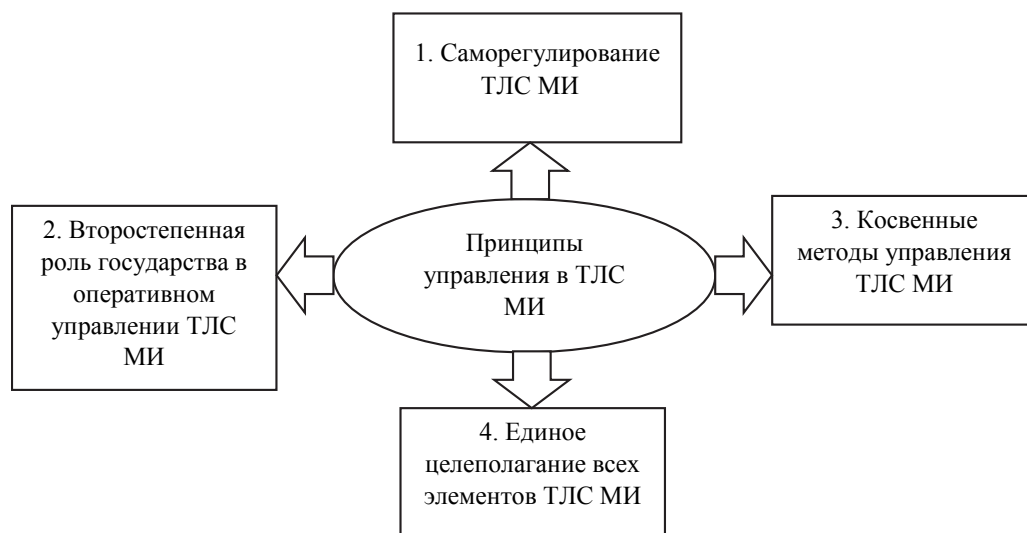 1. Саморегулирование
ТЛС МИ
2. Второстепенная
роль государства в
оперативном
управлении ТЛС
МИ
Принципы
управления в ТЛС
МИ
3. Косвенные
методы управления
ТЛС МИ
4. Единое
целеполагание всех
элементов ТЛС МИ